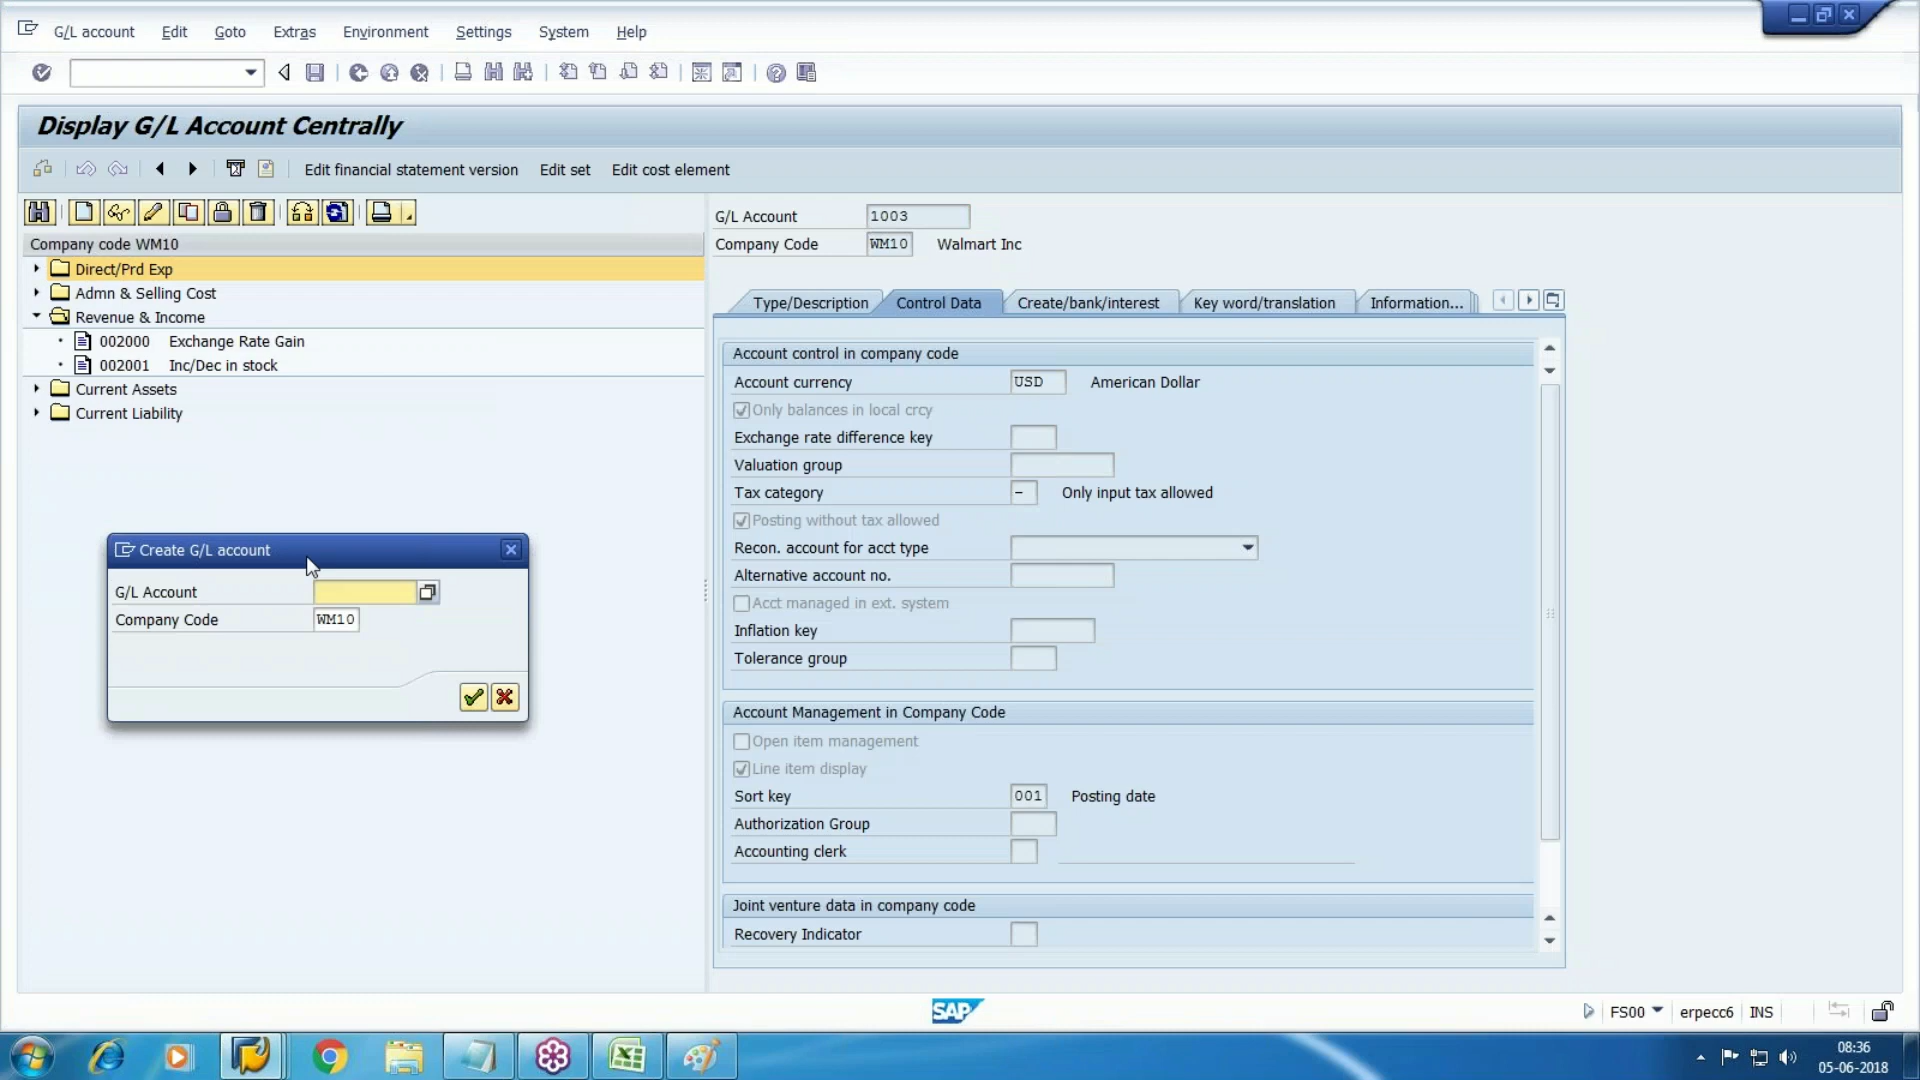 G/L account Edit Goto Extras Environment Settings System Help
Display G/L Account Centrally
Edit financial statement version Edit set Edit cost element
G/L Account 1003
Company code WM10
Company Code WM10 Walmart Inc
Direct/Prd Exp
Admn & Selling Cost
Revenue & Income
002000 Exchange Rate Gain
002001 Inc/Dec in stock
Current Assets
Current Liability
Type/Description Control Data Create/bank/interest Key word/translation Information...
Account control in company code
Account currency USD American Dollar
Only balances in local crcy
Exchange rate difference key
Valuation group
Tax category - Only input tax allowed
Posting without tax allowed
Recon. account for acct type
Alternative account no.
Acct managed in ext. system
Inflation key
Tolerance group
Account Management in Company Code
Open item management
Line item display
Sort key 001 Posting date
Authorization Group
Accounting clerk
Joint venture data in company code
Recovery Indicator
Create G/L account
G/L Account
Company Code WM10
SAP
FS00 erpecc6 INS
08:36
05-06-2018